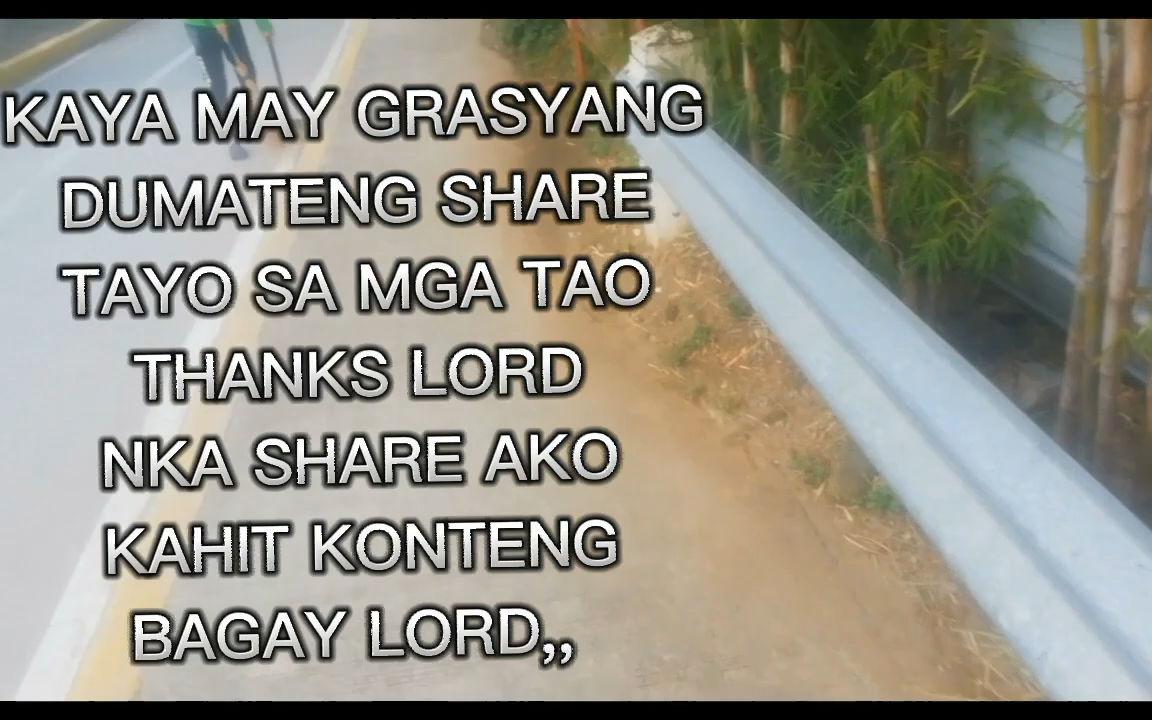 KAYA MAY GRASYANG
DUMATENG SHARE
TAYO SA MGA TAO
THANKS LORD
NKA SHARE AKO
KAHIT KONTENG
BAGAY LORD,,